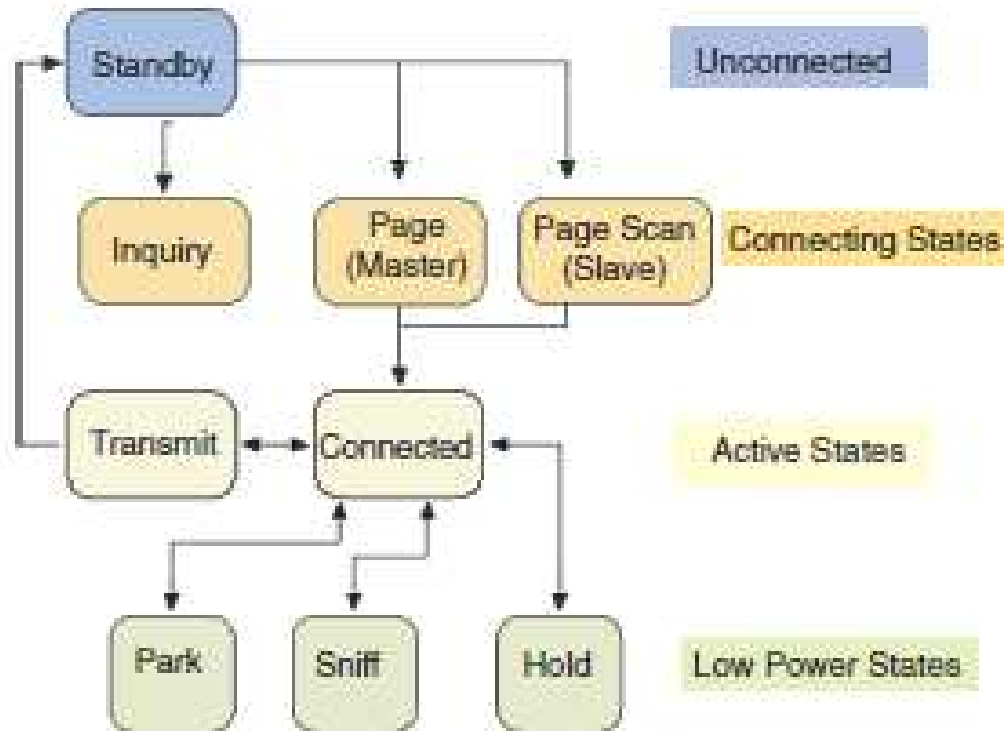 Standby
Unconnected
Inquiry
Page
(Master)
Page Scan
(Slave)
Connecting States
Transmit
Connected
Active States
Park
Sniff
Hold
Low Power States